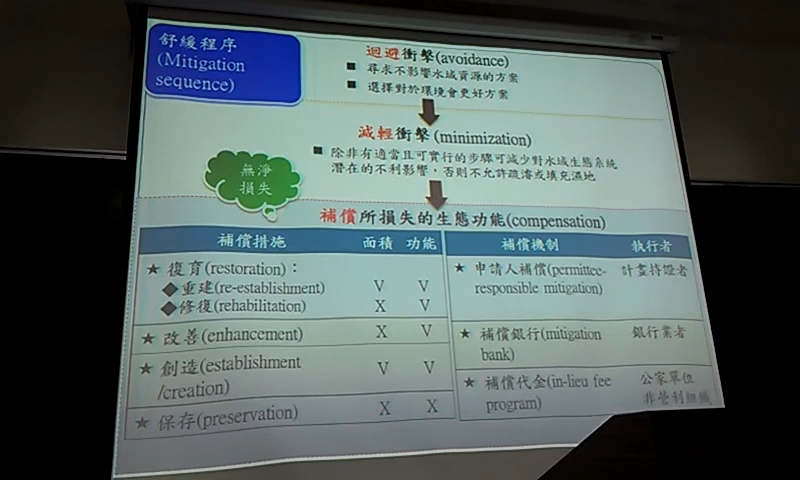 舒緩程序
(Mitigation
sequence)
迴避衝擊(avoidance)
■ 尋求不影響水域資源的方案
■ 選擇對於環境會更好方案
減輕衝擊(minimization)
■ 除非有適當且可實行的步驟可減少對水域生態系統
潛在的不利影響，否則不允許疏濬或填充濕地
無淨
損失
補償所損失的生態功能(compensation)
補償措施 面積 功能
★ 復育(restoration)：
◆重建(re-establishment) V V
◆修復(rehabilitation) X V
★ 改善(enhancement) X V
★ 創造(establishment
/creation) V V
★ 保存(preservation) X X
補償機制 執行者
★ 申請人補償(permittee-
responsible mitigation) 計畫持證者
★ 補償銀行(mitigation
bank) 銀行業者
★ 補償代金(in-lieu fee
program) 公家單位
非營利組織